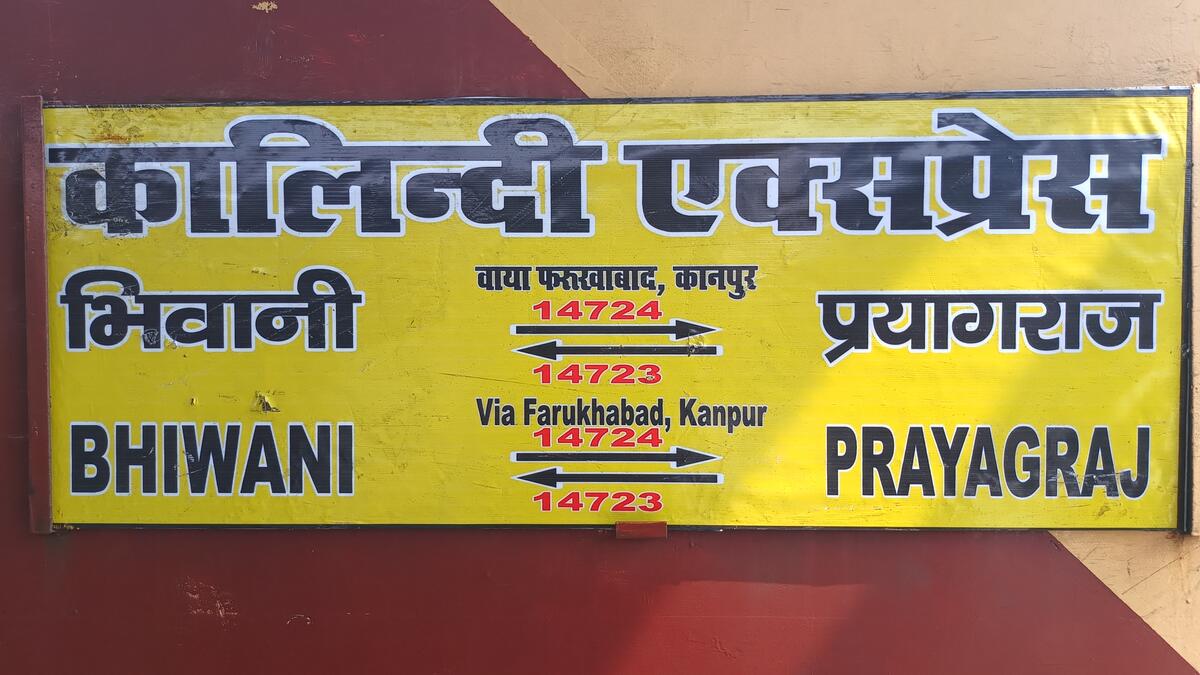 कालिन्दी एक्सप्रेस
भिवानी
वाया फरुखाबाद, कानपुर
14724
14723
प्रयागराज
BHIWANI
Via Farukhabad, Kanpur
14724
14723
PRAYAGRAJ